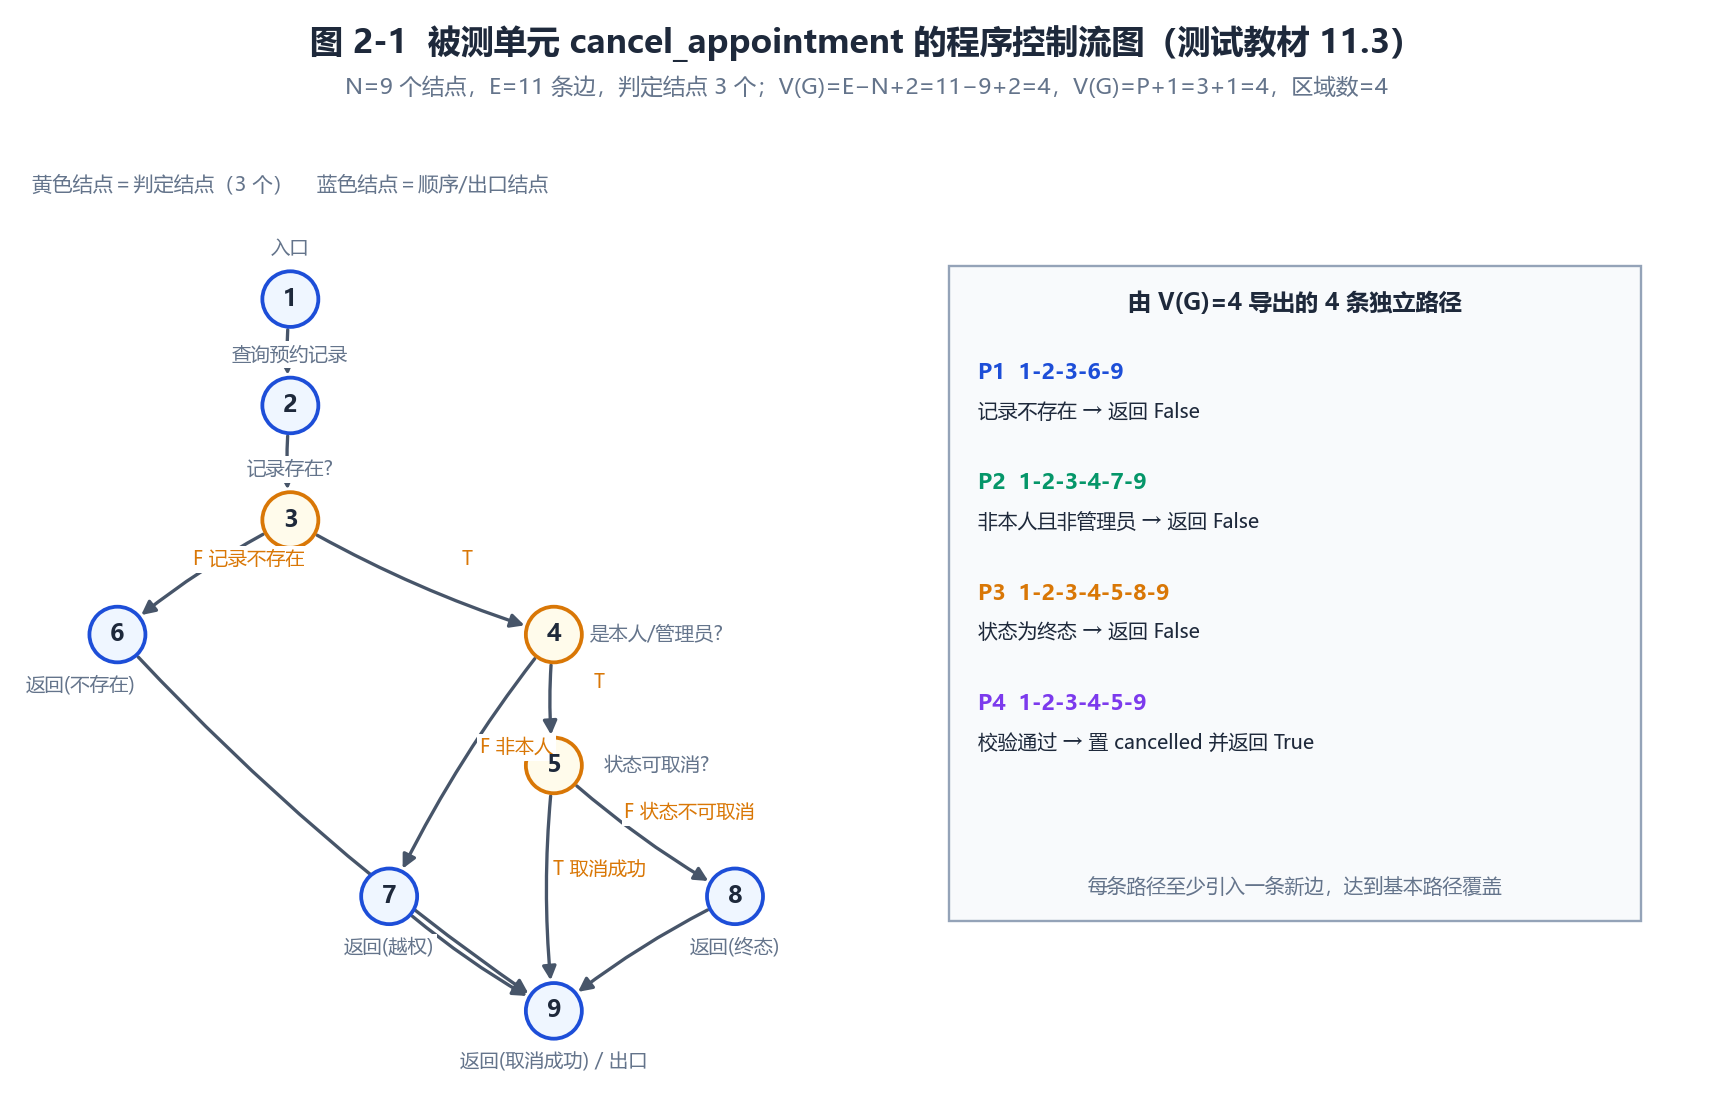 图 2-1 被测单元 cancel_appointment 的程序控制流图（测试教材 11.3）
N=9 个结点，E=11 条边，判定结点 3 个；V(G)=E−N+2=11−9+2=4，V(G)=P+1=3+1=4，区域数=4
黄色结点＝判定结点（3 个） 蓝色结点＝顺序/出口结点
入口
1
查询预约记录
2
记录存在?
3
F 记录不存在
T
6
返回(不存在)
4
是本人/管理员?
T
F 非本人
5
状态可取消?
F 状态不可取消
T 取消成功
7
返回(越权)
8
返回(终态)
9
返回(取消成功) / 出口
由 V(G)=4 导出的 4 条独立路径
P1 1-2-3-6-9
记录不存在 → 返回 False
P2 1-2-3-4-7-9
非本人且非管理员 → 返回 False
P3 1-2-3-4-5-8-9
状态为终态 → 返回 False
P4 1-2-3-4-5-9
校验通过 → 置 cancelled 并返回 True
每条路径至少引入一条新边，达到基本路径覆盖